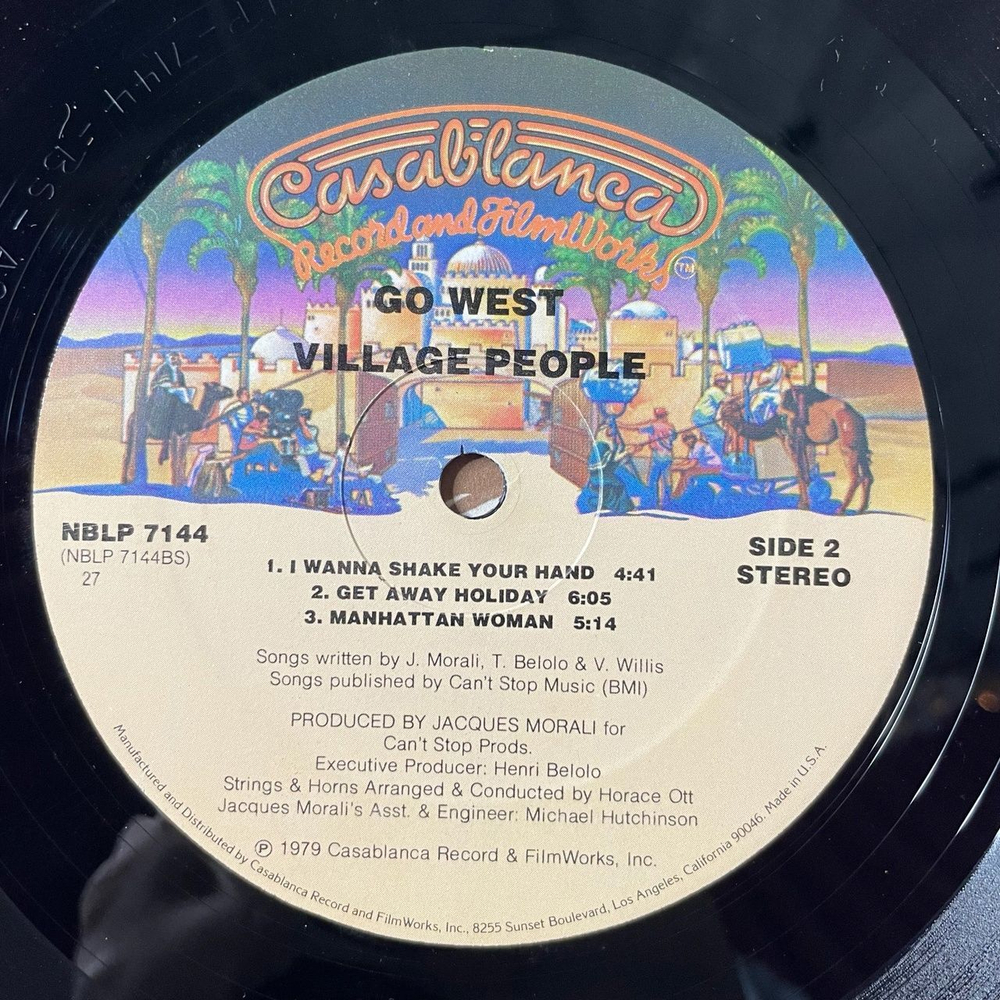 Casablanca
Record and FilmWorks
TM
GO WEST
VILLAGE PEOPLE
NBLP 7144
(NBLP 7144BS)
27
SIDE 2
STEREO
1. I WANNA SHAKE YOUR HAND 4:41
2. GET AWAY HOLIDAY 6:05
3. MANHATTAN WOMAN 5:14
Songs written by J. Morali, T. Belolo & V. Willis
Songs published by Can't Stop Music (BMI)
PRODUCED BY JACQUES MORALI for
Can't Stop Prods.
Executive Producer: Henri Belolo
Strings & Horns Arranged & Conducted by Horace Ott
Jacques Morali's Asst. & Engineer: Michael Hutchinson
℗ 1979 Casablanca Record & FilmWorks, Inc.
Manufactured and Distributed by Casablanca Record and FilmWorks, Inc., 8255 Sunset Boulevard, Los Angeles, California 90046. Made in U.S.A.